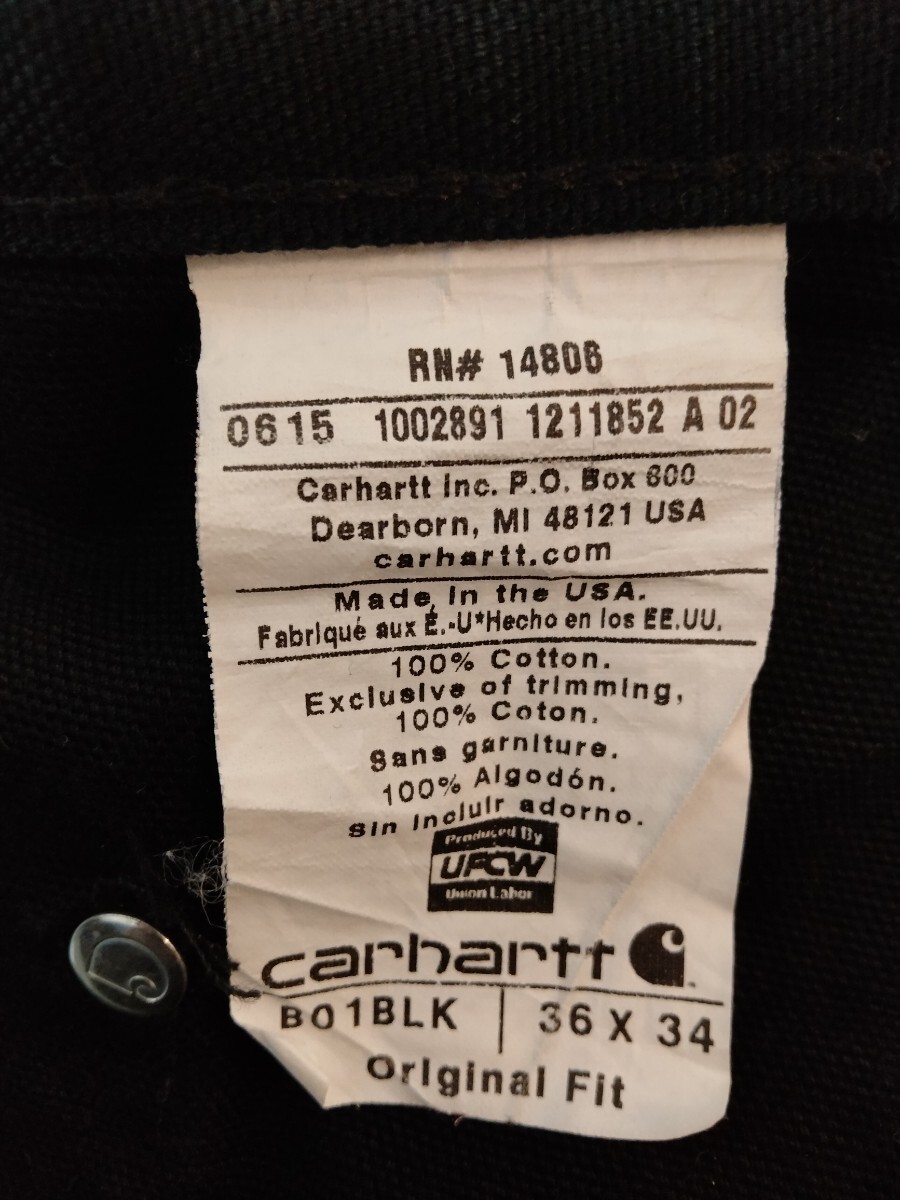 RN# 14806
0615 1002891 1211852 A 02
Carhartt Inc. P.O. Box 600
Dearborn, MI 48121 USA
carhartt.com
Made in the USA.
Fabriqué aux É.-U*Hecho en los EE.UU.
100% Cotton.
Exclusive of trimming,
100% Coton.
Sans garniture.
100% Algodón.
Sin incluir adorno.
Produced By
UFCW
Union Labor
carhartt
B01BLK 36 X 34
Original Fit